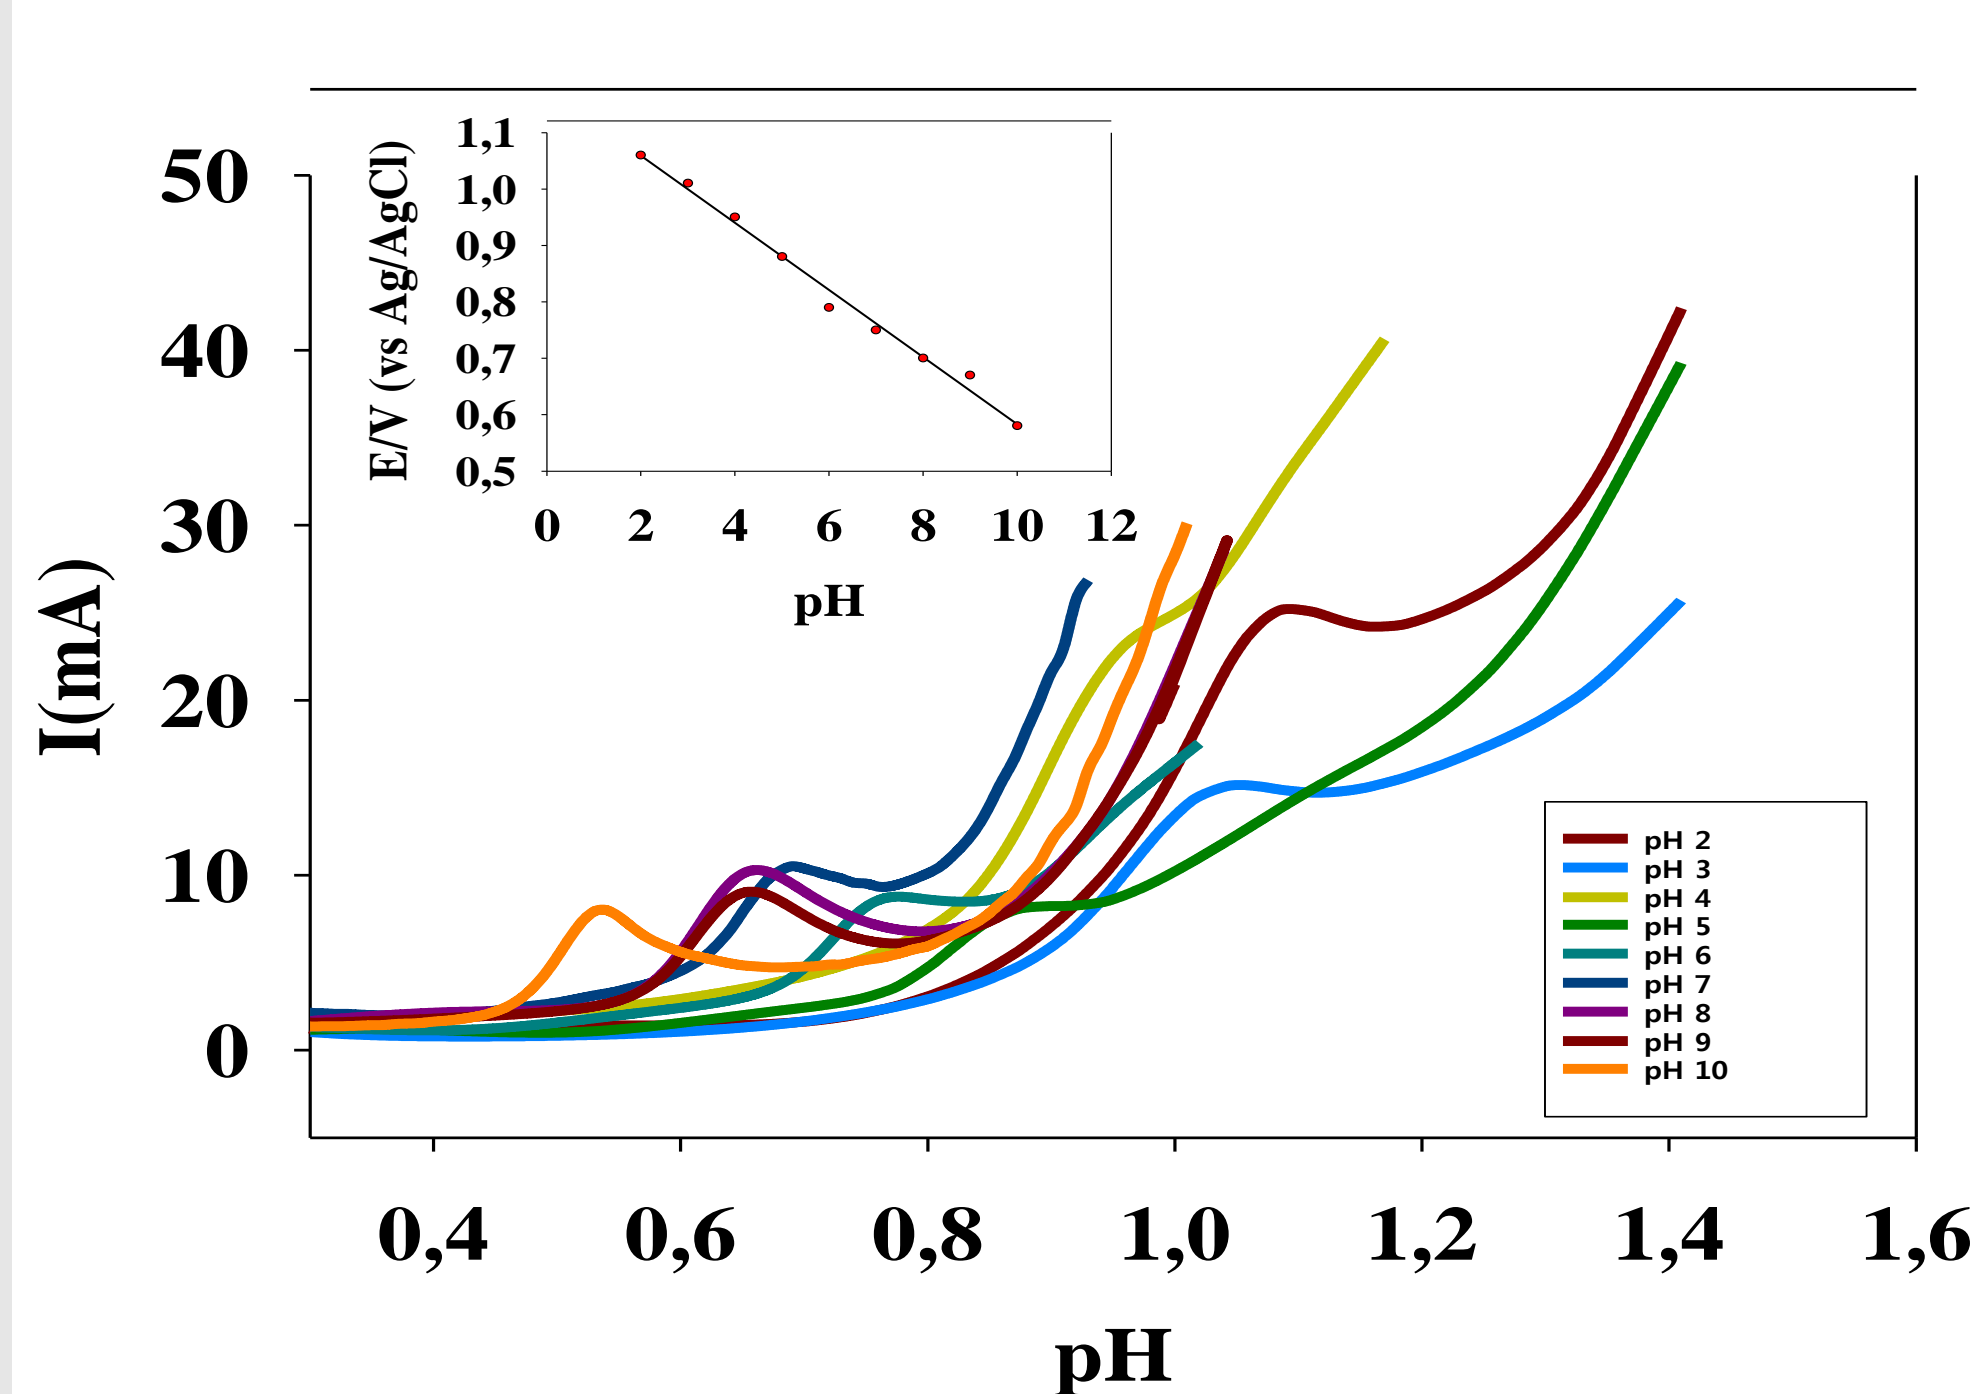 50
40
30
20
10
0
I(mA)
1,1
1,0
0,9
0,8
0,7
0,6
0,5
E/V (vs Ag/AgCl)
0 2 4 6 8 10 12
pH
pH 2
pH 3
pH 4
pH 5
pH 6
pH 7
pH 8
pH 9
pH 10
0,4 0,6 0,8 1,0 1,2 1,4 1,6
pH